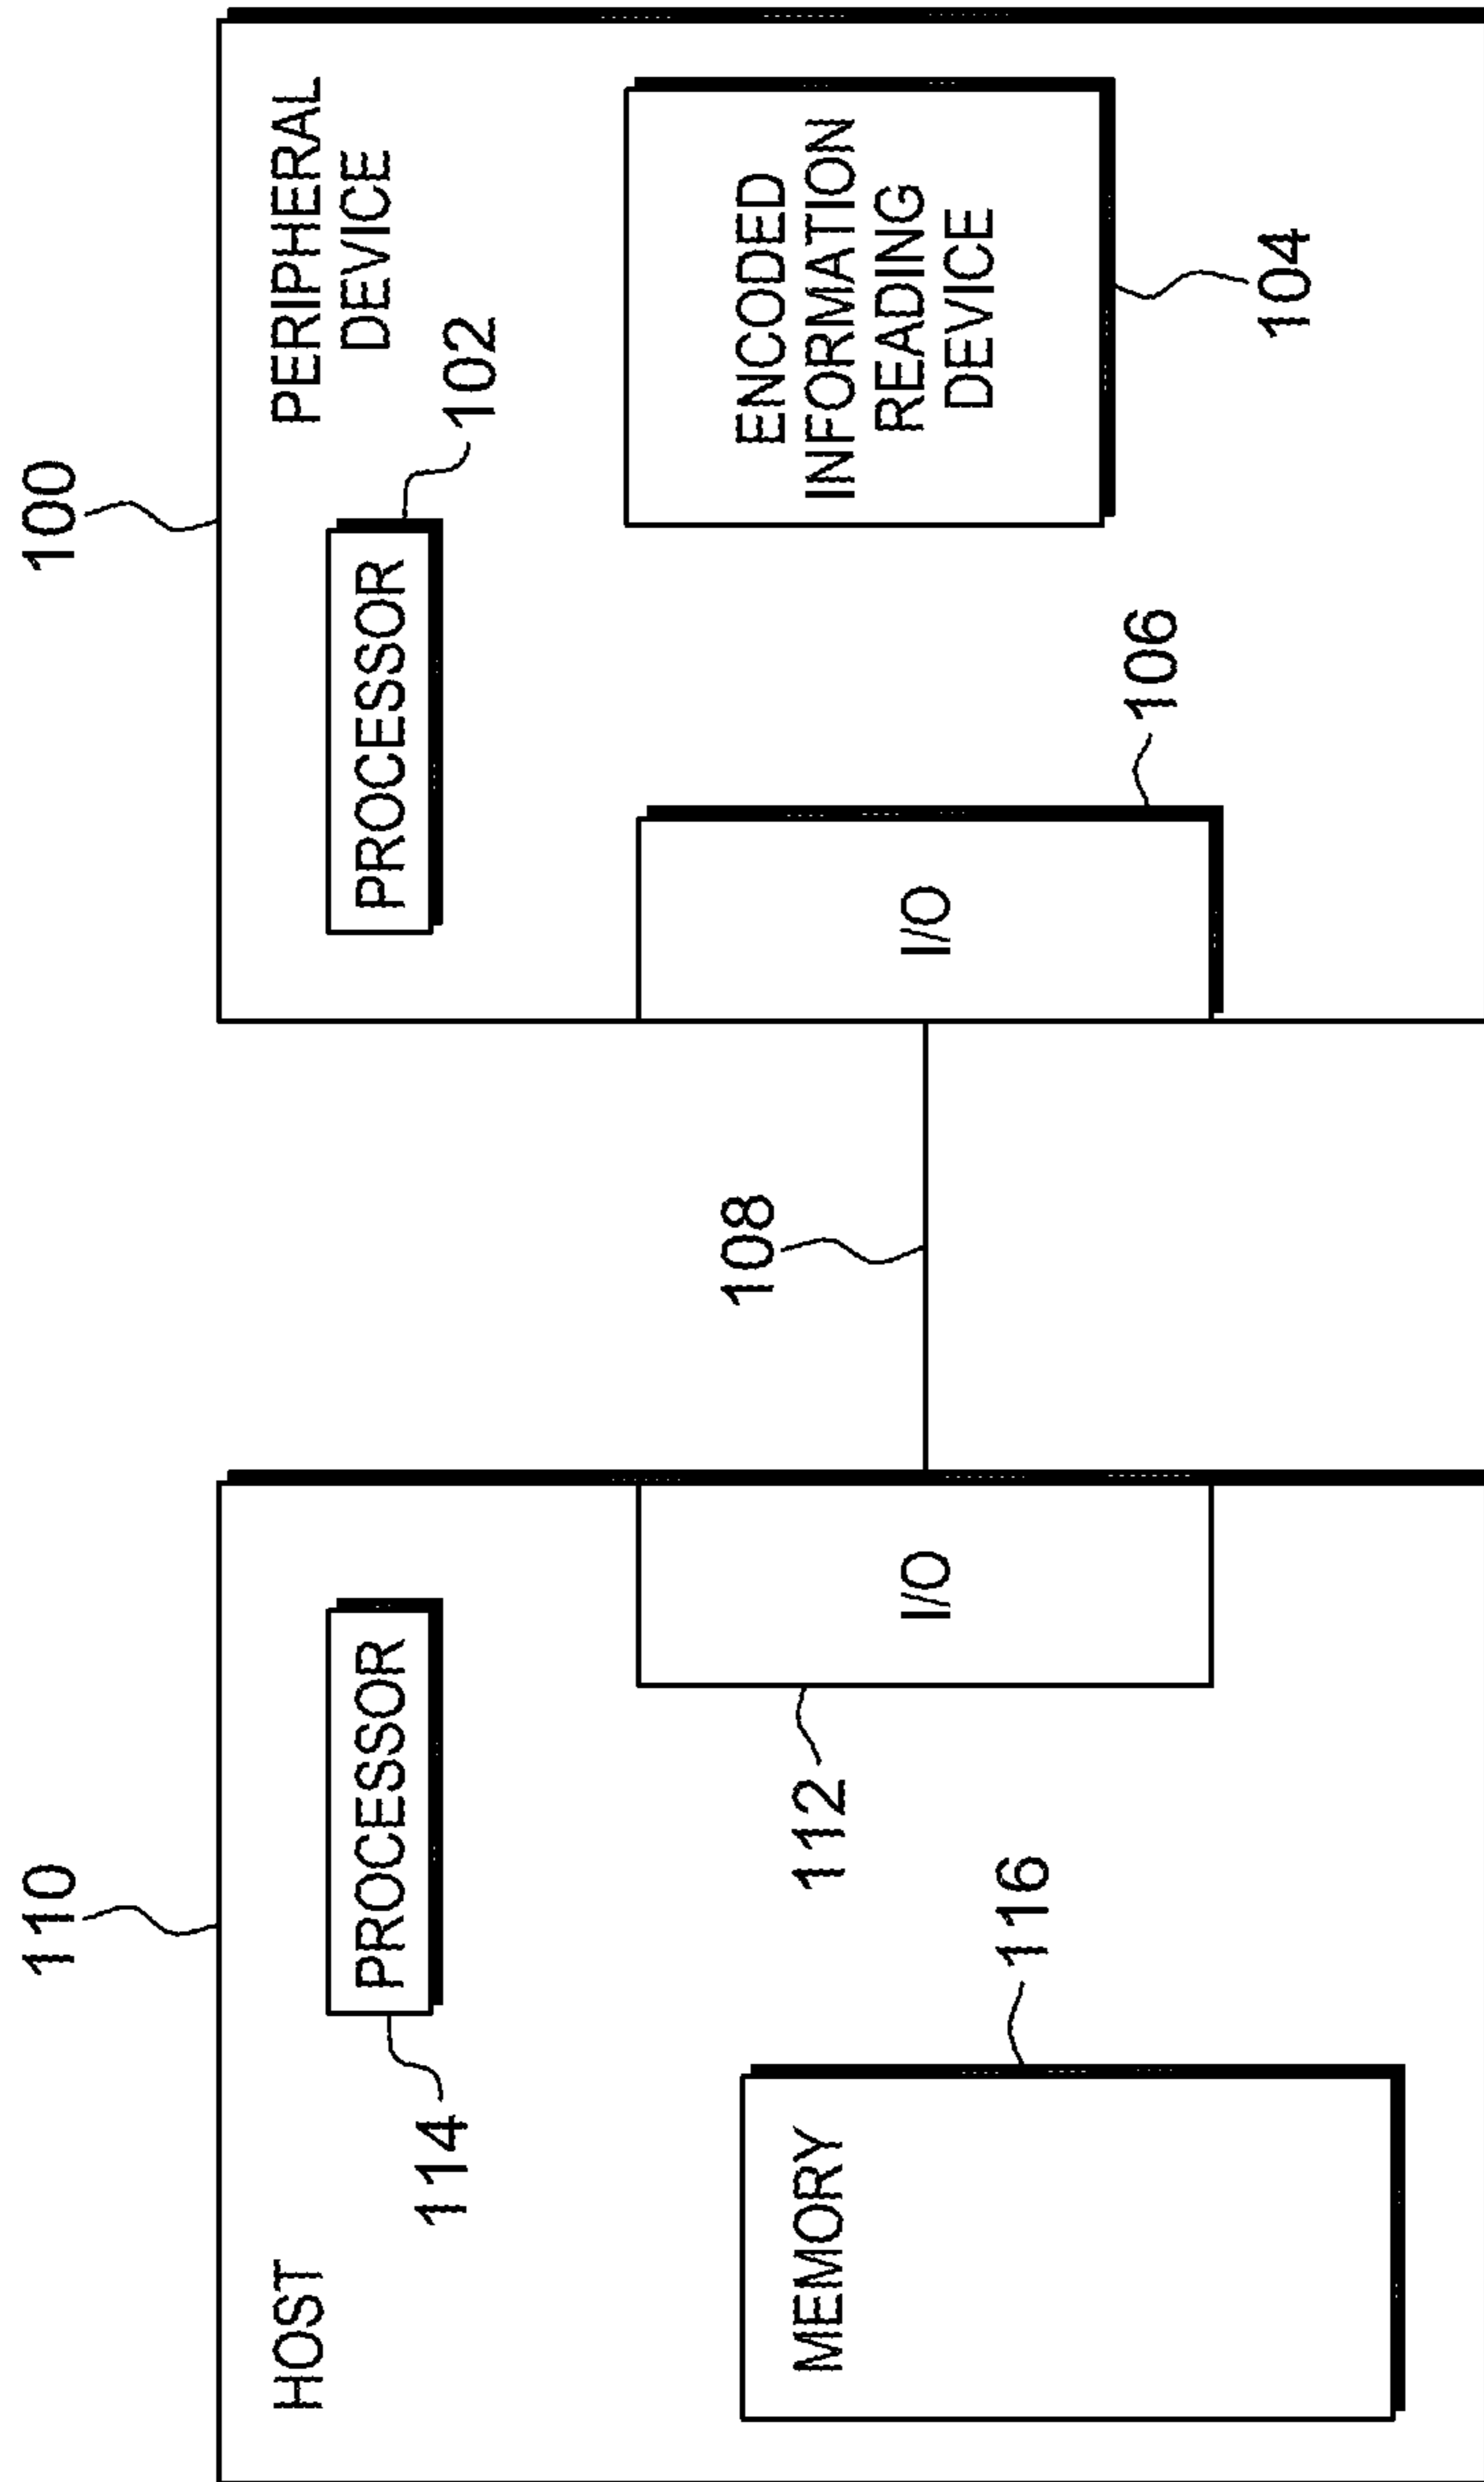 110
100
HOST
PERIPHERAL
DEVICE
114
PROCESSOR
PROCESSOR
102
108
MEMORY
112
I/O
I/O
ENCODED
INFORMATION
READING
DEVICE
116
106
104